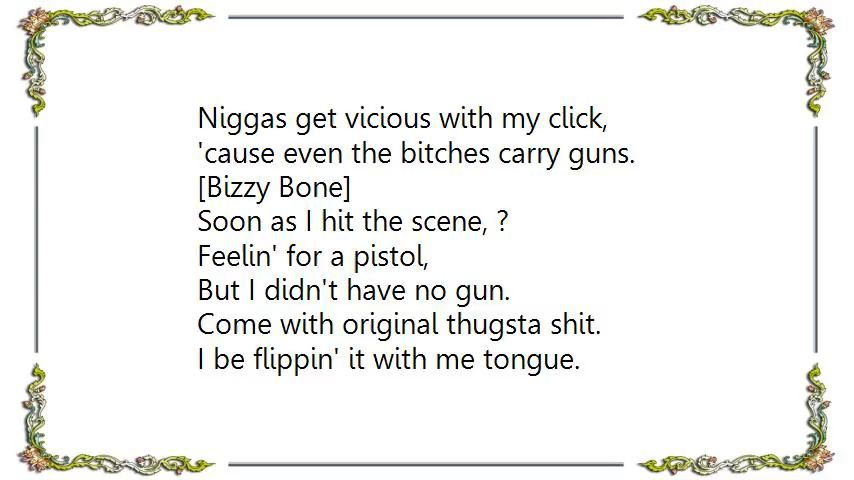 Niggas get vicious with my click,
'cause even the bitches carry guns.
[Bizzy Bone]
Soon as I hit the scene, ?
Feelin' for a pistol,
But I didn't have no gun.
Come with original thugsta shit.
I be flippin' it with me tongue.